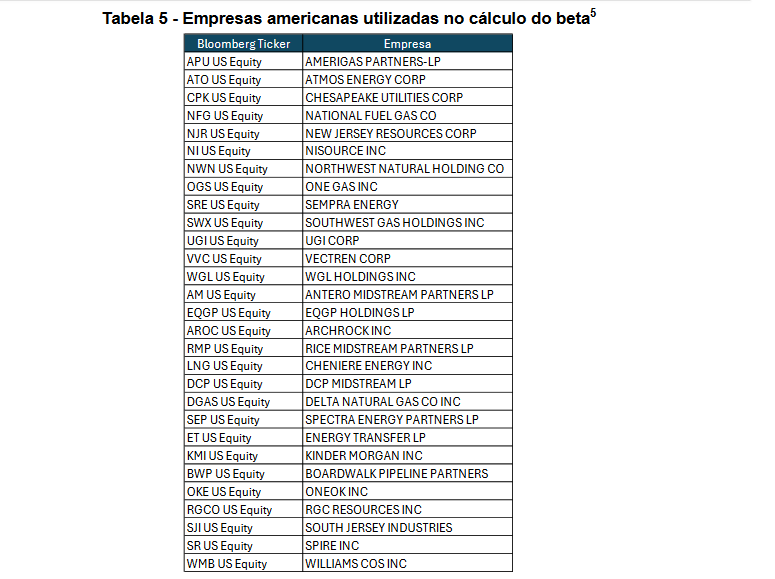 Tabela 5 - Empresas americanas utilizadas no cálculo do beta5
Bloomberg Ticker Empresa
APU US Equity AMERIGAS PARTNERS-LP
ATO US Equity ATMOS ENERGY CORP
CPK US Equity CHESAPEAKE UTILITIES CORP
NFG US Equity NATIONAL FUEL GAS CO
NJR US Equity NEW JERSEY RESOURCES CORP
NI US Equity NISOURCE INC
NWN US Equity NORTHWEST NATURAL HOLDING CO
OGS US Equity ONE GAS INC
SRE US Equity SEMPRA ENERGY
SWX US Equity SOUTHWEST GAS HOLDINGS INC
UGI US Equity UGI CORP
VVC US Equity VECTREN CORP
WGL US Equity WGL HOLDINGS INC
AM US Equity ANTERO MIDSTREAM PARTNERS LP
EQGP US Equity EQGP HOLDINGS LP
AROC US Equity ARCHROCK INC
RMP US Equity RICE MIDSTREAM PARTNERS LP
LNG US Equity CHENIERE ENERGY INC
DCP US Equity DCP MIDSTREAM LP
DGAS US Equity DELTA NATURAL GAS CO INC
SEP US Equity SPECTRA ENERGY PARTNERS LP
ET US Equity ENERGY TRANSFER LP
KMI US Equity KINDER MORGAN INC
BWP US Equity BOARDWALK PIPELINE PARTNERS
OKE US Equity ONEOK INC
RGCO US Equity RGC RESOURCES INC
SJI US Equity SOUTH JERSEY INDUSTRIES
SR US Equity SPIRE INC
WMB US Equity WILLIAMS COS INC